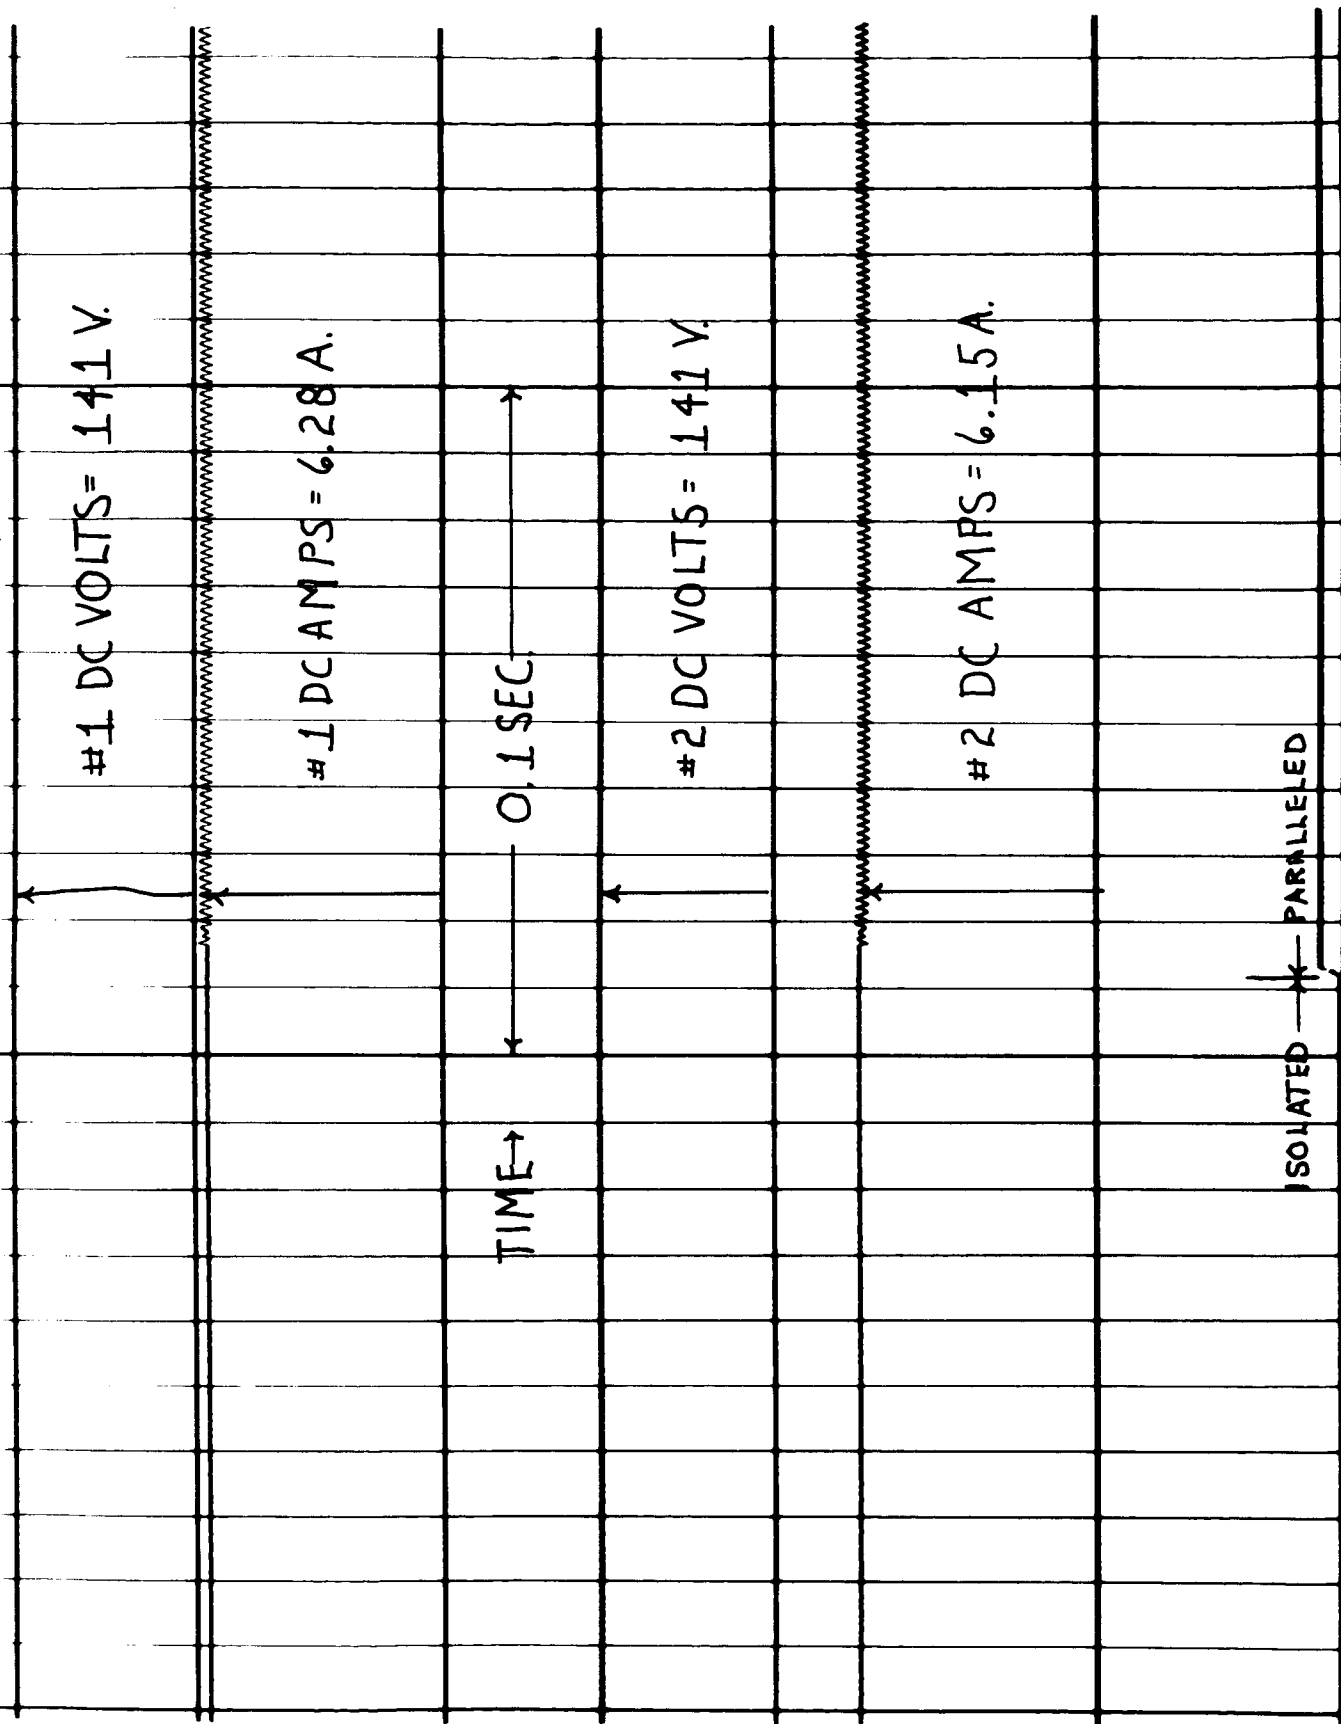 #1 DC VOLTS= 141 V.
#1 DC AMPS = 6.28 A.
TIME→ 0.1 SEC.
#2 DC VOLTS = 141 V.
#2 DC AMPS = 6.15 A.
ISOLATED PARALLELED